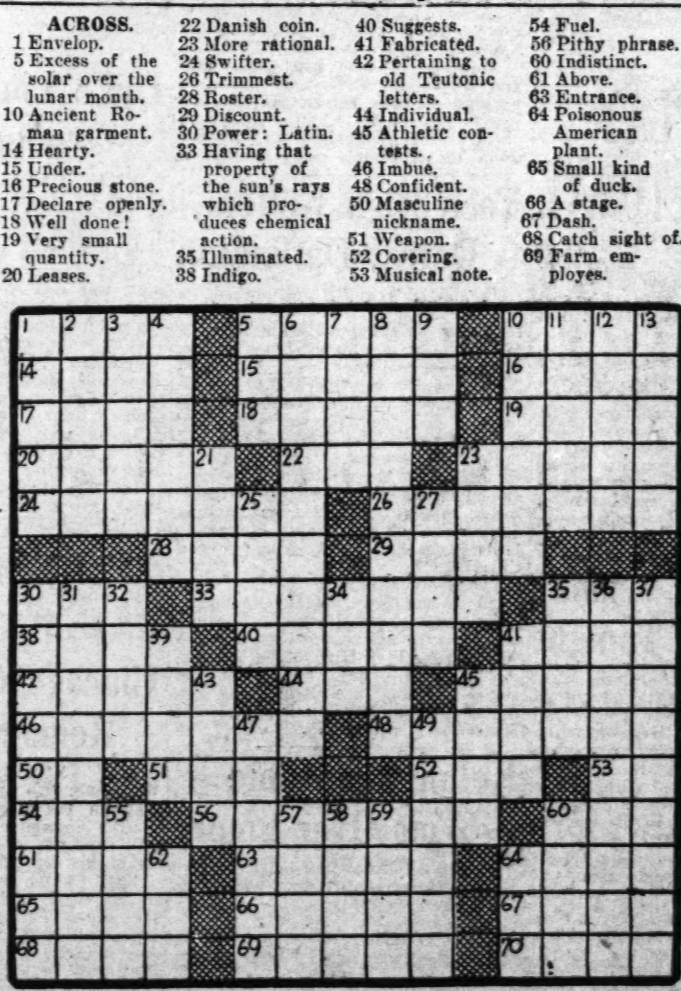 ACROSS.
1 Envelop.
5 Excess of the
solar over the
lunar month.
10 Ancient Ro-
man garment.
14 Hearty.
15 Under.
16 Precious stone.
17 Declare openly.
18 Well done!
19 Very small
quantity.
20 Leases.
22 Danish coin.
23 More rational.
24 Swifter.
26 Trimmest.
28 Roster.
29 Discount.
30 Power: Latin.
33 Having that
property of
the sun's rays
which pro-
duces chemical
action.
35 Illuminated.
38 Indigo.
40 Suggests.
41 Fabricated.
42 Pertaining to
old Teutonic
letters.
44 Individual.
45 Athletic con-
tests.
46 Imbue.
48 Confident.
50 Masculine
nickname.
51 Weapon.
52 Covering.
53 Musical note.
54 Fuel.
56 Pithy phrase.
60 Indistinct.
61 Above.
63 Entrance.
64 Poisonous
American
plant.
65 Small kind
of duck.
66 A stage.
67 Dash.
68 Catch sight of.
69 Farm em-
ployes.
1 2 3 4 5 6 7 8 9 10 11 12 13
14 15 16
17 18 19
20 21 22 23
24 25 26 27
28 29
30 31 32 33 34 35 36 37
38 39 40 41
42 43 44 45
46 47 48 49
50 51 52 53
54 55 56 57 58 59 60
61 62 63 64
65 66 67
68 69 70